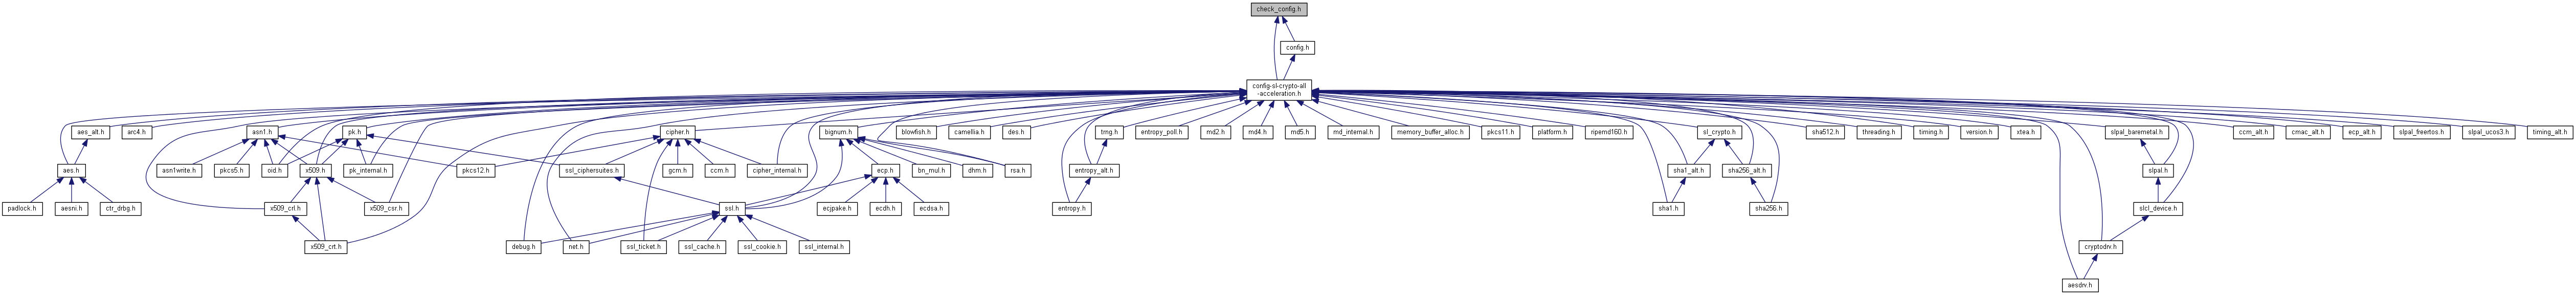 check_config.h
config.h
config-sl-crypto-all
-acceleration.h
aes_alt.h
arc4.h
asn1.h
pk.h
cipher.h
bignum.h
blowfish.h
camellia.h
des.h
trng.h
entropy_poll.h
md2.h
md4.h
md5.h
md_internal.h
memory_buffer_alloc.h
pkcs11.h
platform.h
ripemd160.h
sl_crypto.h
sha512.h
threading.h
timing.h
version.h
xtea.h
slpal_baremetal.h
ccm_alt.h
cmac_alt.h
ecp_alt.h
slpal_freertos.h
slpal_ucos3.h
timing_alt.h
aes.h
asn1write.h
pkcs5.h
oid.h
x509.h
pk_internal.h
pkcs12.h
ssl_ciphersuites.h
gcm.h
ccm.h
cipher_internal.h
ecp.h
bn_mul.h
dhm.h
rsa.h
entropy_alt.h
sha1_alt.h
sha256_alt.h
slpal.h
padlock.h
aesni.h
ctr_drbg.h
x509_crl.h
x509_csr.h
ssl.h
ecjpake.h
ecdh.h
ecdsa.h
entropy.h
sha1.h
sha256.h
slcl_device.h
x509_crt.h
debug.h
net.h
ssl_ticket.h
ssl_cache.h
ssl_cookie.h
ssl_internal.h
cryptodrv.h
aesdrv.h